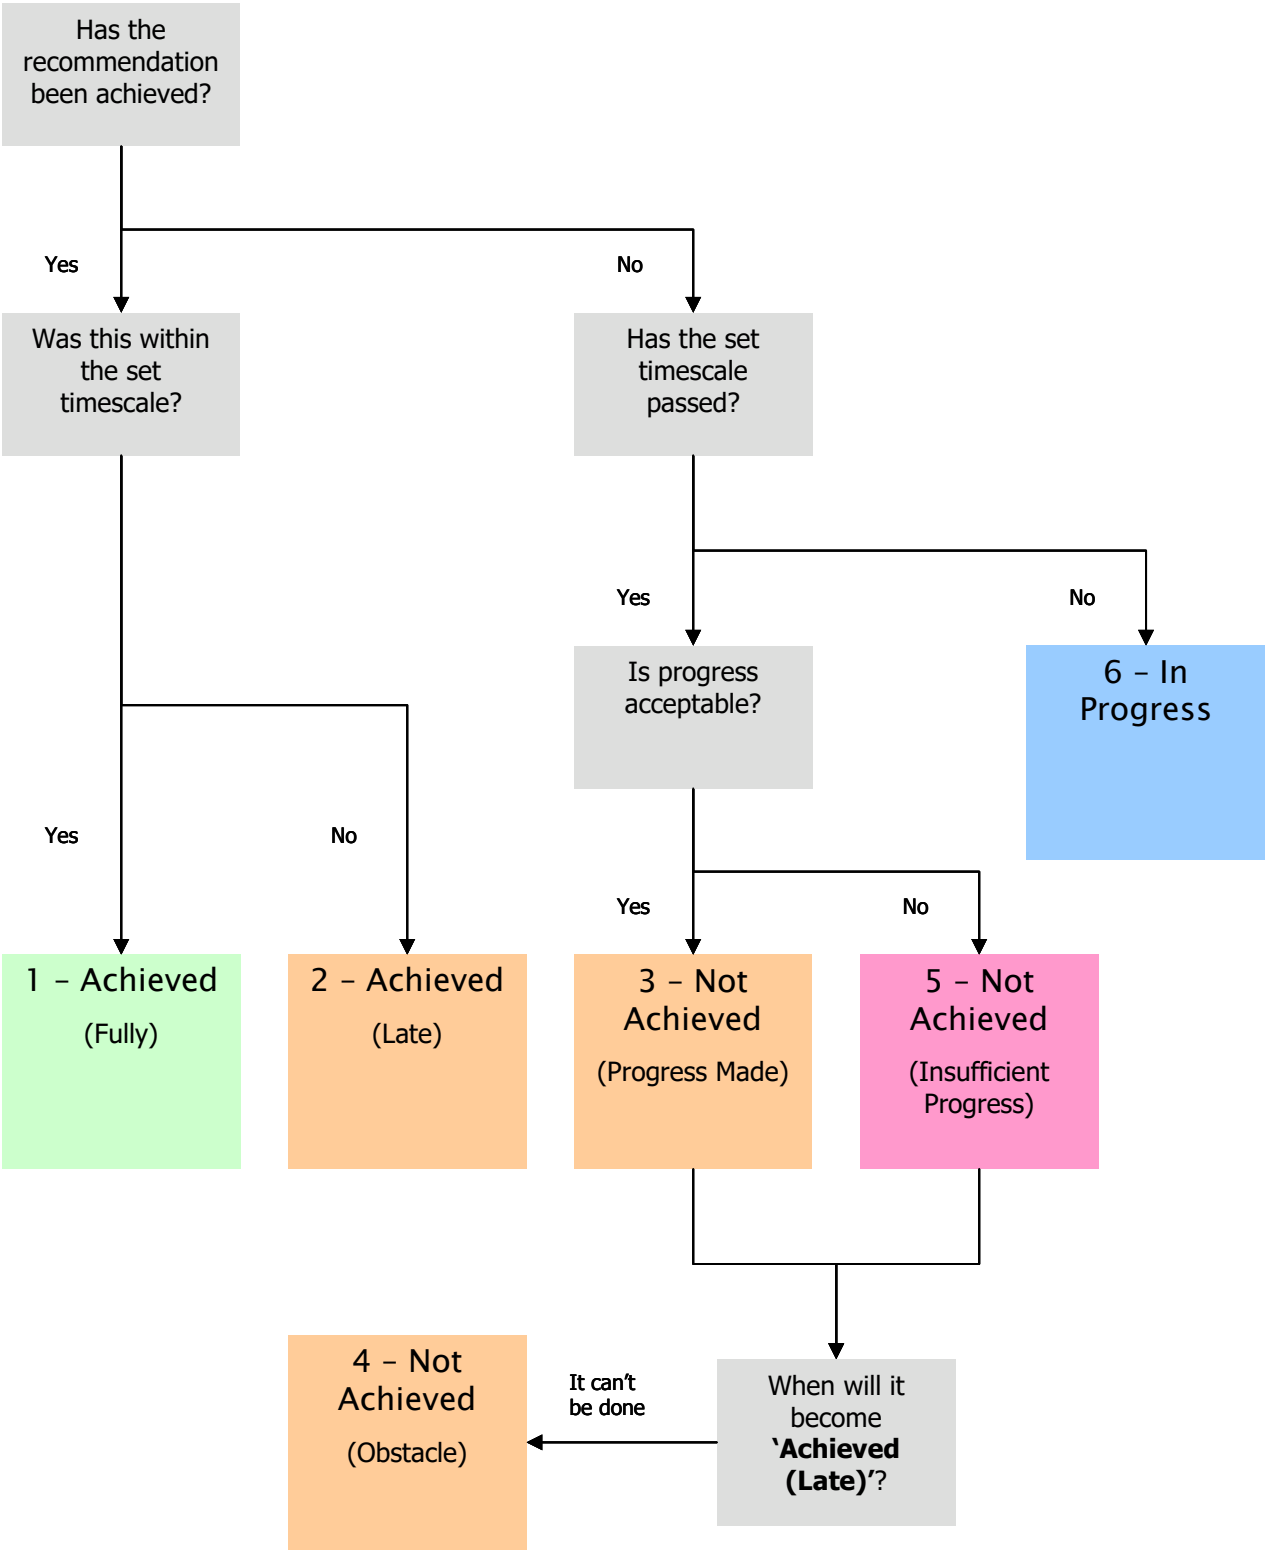 Has the
recommendation
been achieved?
Yes
No
Was this within
the set
timescale?
Has the set
timescale
passed?
Yes
No
Is progress
acceptable?
6 – In
Progress
Yes
No
Yes
No
1 – Achieved
(Fully)
2 – Achieved
(Late)
3 – Not
Achieved
(Progress Made)
5 – Not
Achieved
(Insufficient
Progress)
4 – Not
Achieved
(Obstacle)
It can't
be done
When will it
become
‘Achieved
(Late)’?